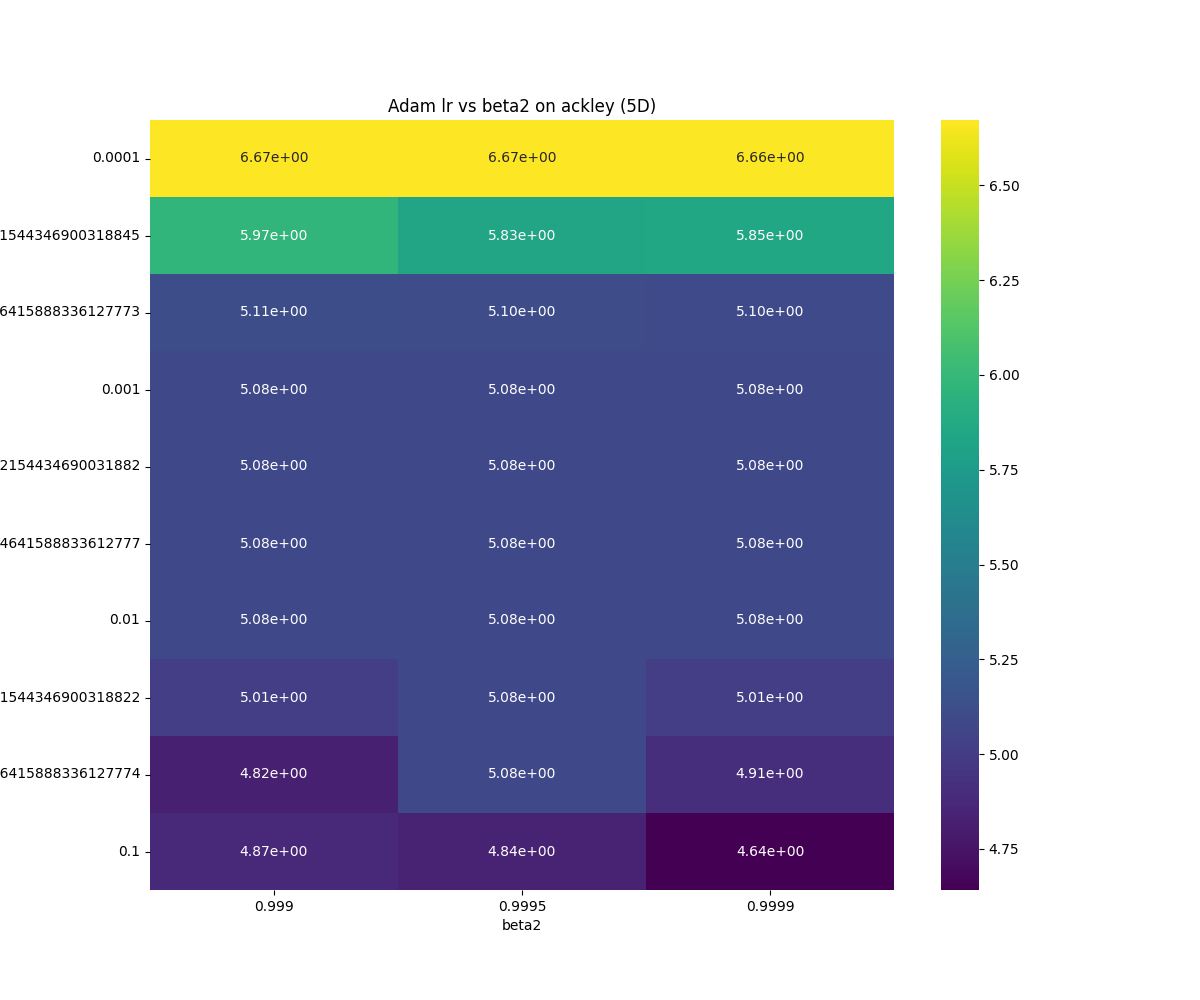 Adam lr vs beta2 on ackley (5D)
0.0001 6.67e+00 6.67e+00 6.66e+00
1544346900318845 5.97e+00 5.83e+00 5.85e+00
6415888336127773 5.11e+00 5.10e+00 5.10e+00
0.001 5.08e+00 5.08e+00 5.08e+00
2154434690031882 5.08e+00 5.08e+00 5.08e+00
4641588833612777 5.08e+00 5.08e+00 5.08e+00
0.01 5.08e+00 5.08e+00 5.08e+00
1544346900318822 5.01e+00 5.08e+00 5.01e+00
6415888336127774 4.82e+00 5.08e+00 4.91e+00
0.1 4.87e+00 4.84e+00 4.64e+00
0.999 0.9995 0.9999
beta2
6.50
6.25
6.00
5.75
5.50
5.25
5.00
4.75